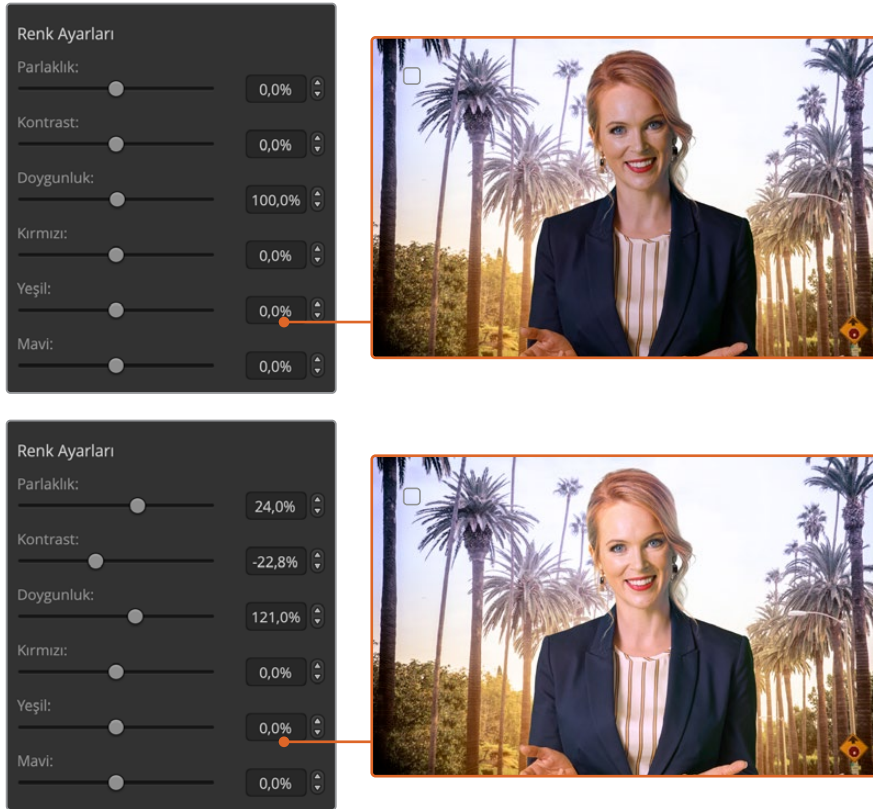 Renk Ayarları
Parlaklık:
0,0%
Kontrast:
0,0%
Doygunluk:
100,0%
Kırmızı:
0,0%
Yeşil:
0,0%
Mavi:
0,0%
Renk Ayarları
Parlaklık:
24,0%
Kontrast:
-22,8%
Doygunluk:
121,0%
Kırmızı:
0,0%
Yeşil:
0,0%
Mavi:
0,0%